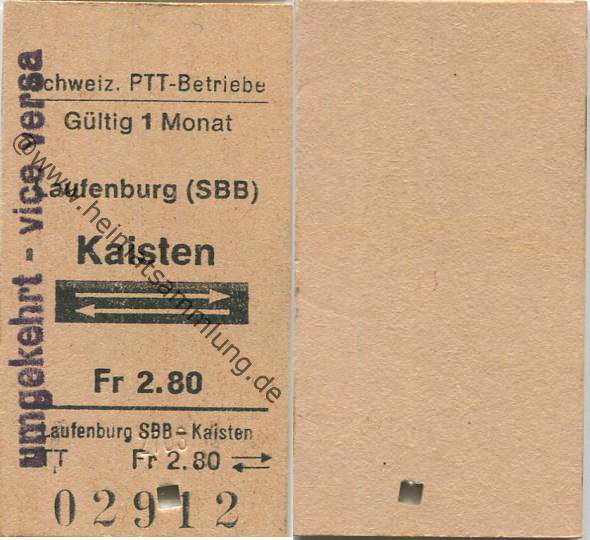 Schweiz. PTT-Betriebe
Gültig 1 Monat
Laufenburg (SBB)
Kaisten
Fr 2.80
Laufenburg SBB – Kaisten
PTT Fr 2.80
02912
umgekehrt - vice versa
@www.heimatsammlung.de